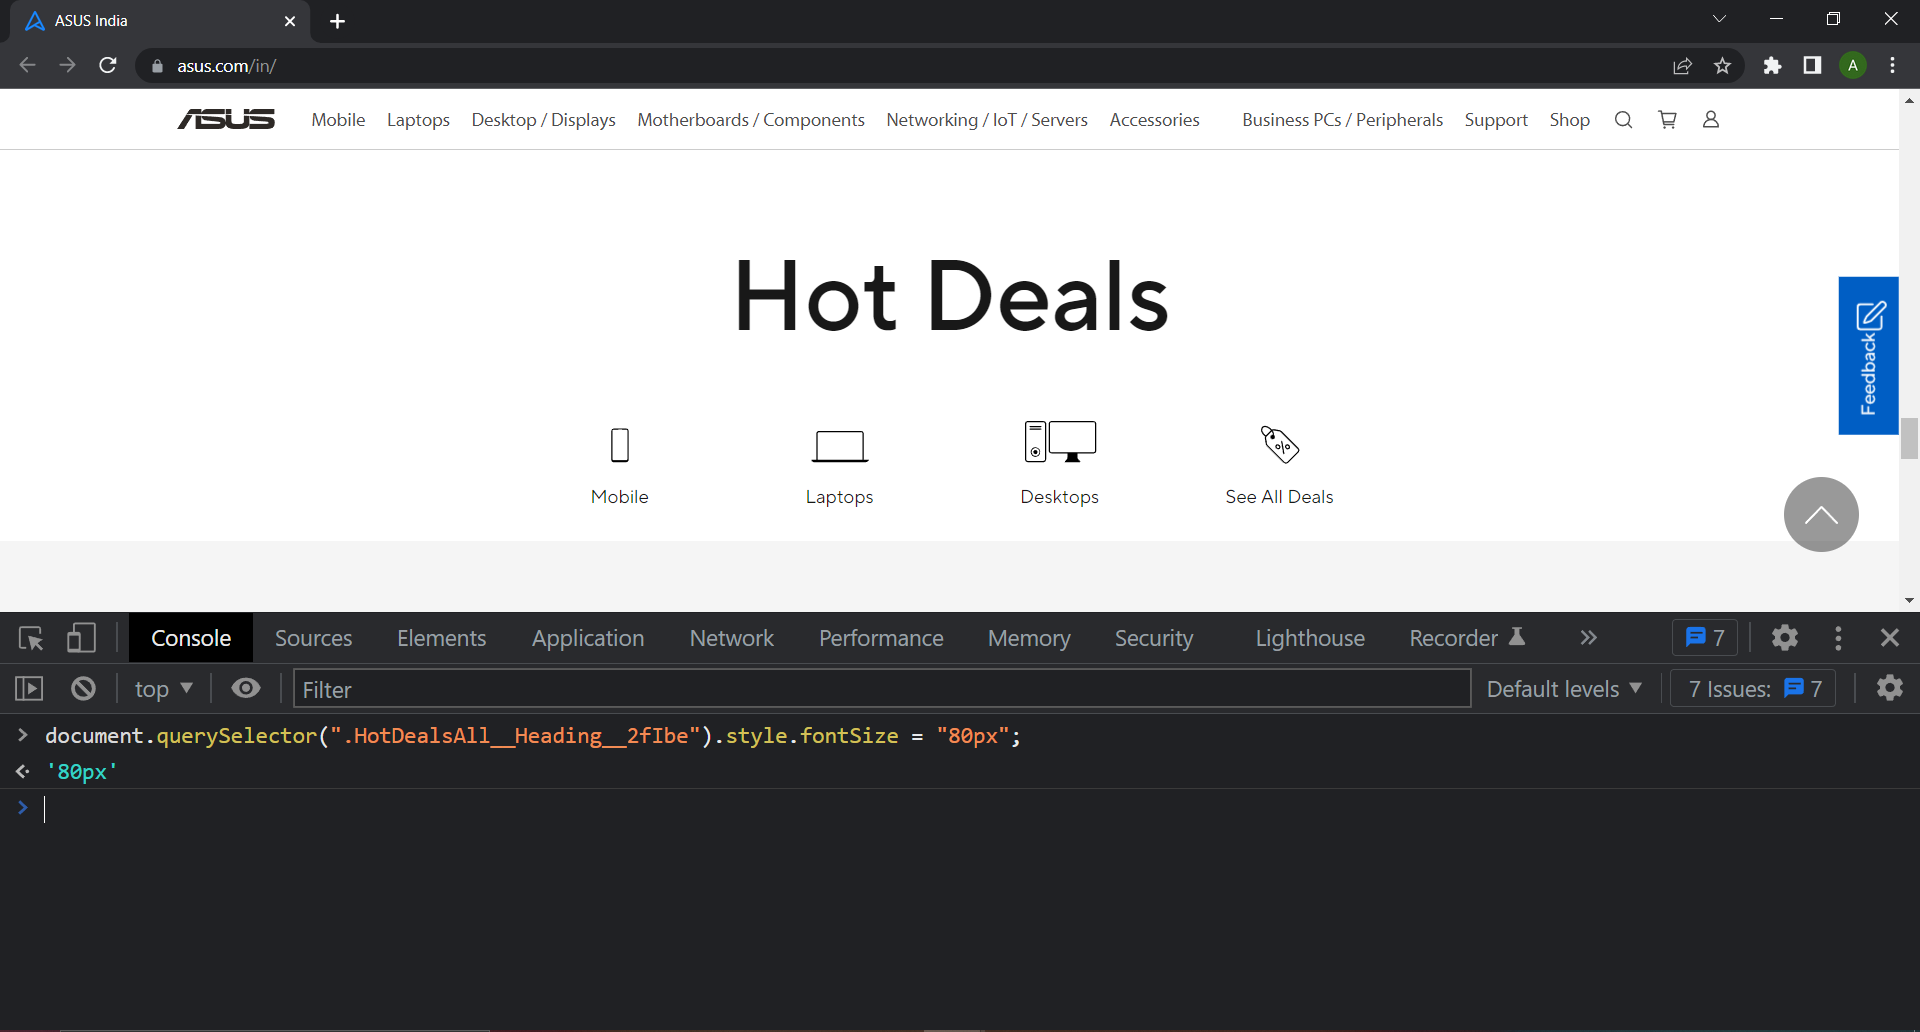 ASUS India
asus.com/in/
A
ASUS Mobile Laptops Desktop / Displays Motherboards / Components Networking / IoT / Servers Accessories Business PCs / Peripherals Support Shop
Hot Deals
Feedback
Mobile Laptops Desktops See All Deals
Console Sources Elements Application Network Performance Memory Security Lighthouse Recorder 7
top Filter Default levels 7 Issues: 7
document.querySelector(".HotDealsAll__Heading__2fIbe").style.fontSize = "80px";
'80px'